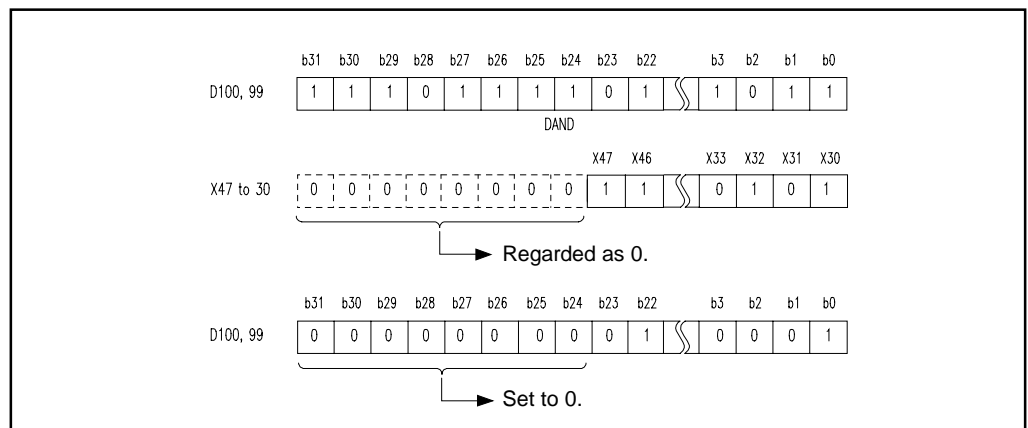 b31 b30 b29 b28 b27 b26 b25 b24 b23 b22 b3 b2 b1 b0
D100, 99 1 1 1 0 1 1 1 1 0 1 1 0 1 1
DAND
X47 X46 X33 X32 X31 X30
X47 to 30 0 0 0 0 0 0 0 0 1 1 0 1 0 1
Regarded as 0.
b31 b30 b29 b28 b27 b26 b25 b24 b23 b22 b3 b2 b1 b0
D100, 99 0 0 0 0 0 0 0 0 0 1 0 0 0 1
Set to 0.